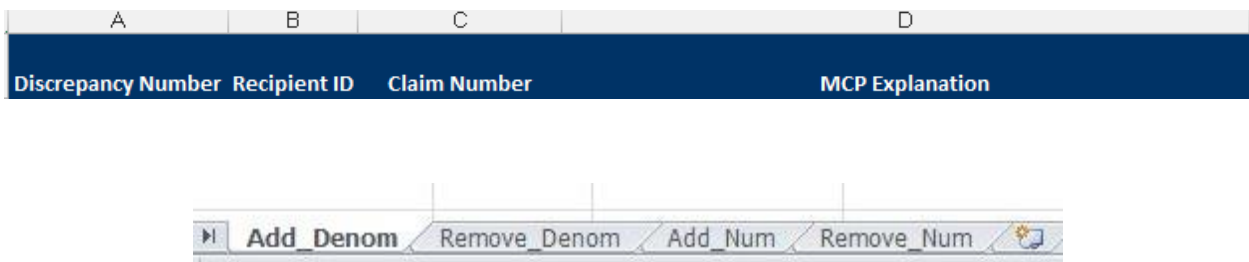 A B C D
Discrepancy Number Recipient ID Claim Number MCP Explanation
Add_Denom Remove_Denom Add_Num Remove_Num